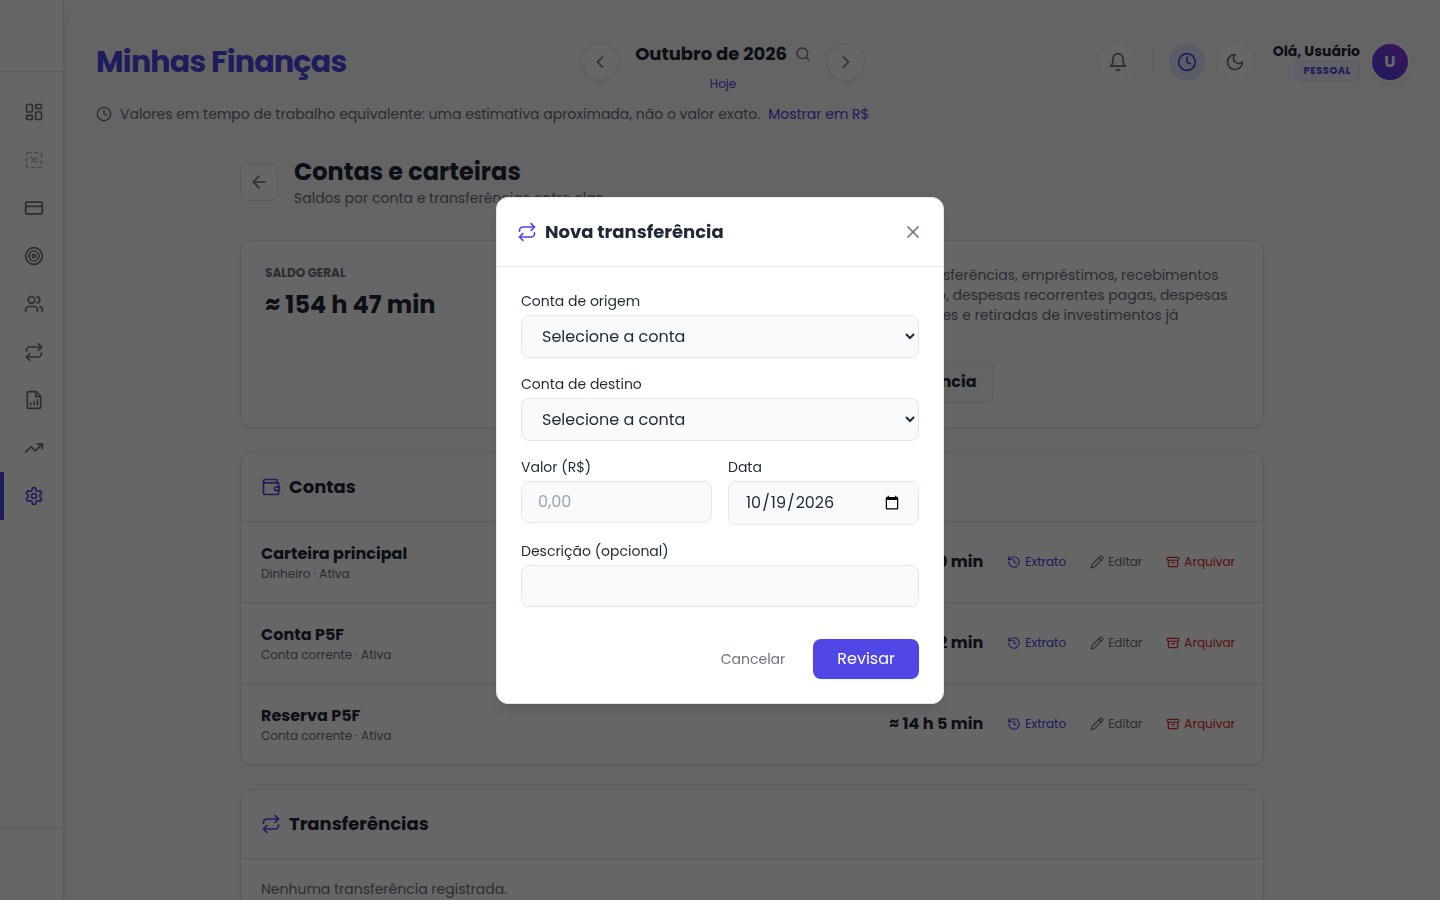 Minhas Finanças
Outubro de 2026
Hoje
Olá, Usuário
PESSOAL
U
Valores em tempo de trabalho equivalente: uma estimativa aproximada, não o valor exato. Mostrar em R$
Contas e carteiras
Saldos por conta e transferências entre elas
SALDO GERAL
≈ 154 h 47 min
sferências, empréstimos, recebimentos
, despesas recorrentes pagas, despesas
es e retiradas de investimentos já
ncia
Nova transferência
Conta de origem
Selecione a conta
Conta de destino
Selecione a conta
Valor (R$)
Data
0,00
10/19/2026
Descrição (opcional)
Cancelar
Revisar
Contas
Carteira principal
Dinheiro · Ativa
min
Extrato
Editar
Arquivar
Conta P5F
Conta corrente · Ativa
2 min
Extrato
Editar
Arquivar
Reserva P5F
Conta corrente · Ativa
≈ 14 h 5 min
Extrato
Editar
Arquivar
Transferências
Nenhuma transferência registrada.